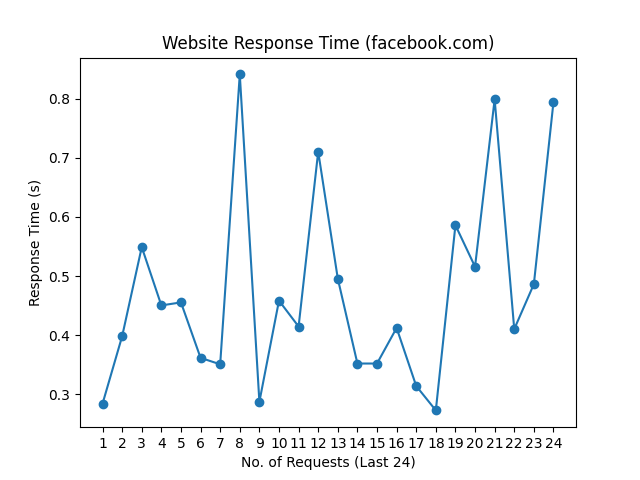 Website Response Time (facebook.com)
Response Time (s)
0.8
0.7
0.6
0.5
0.4
0.3
1 2 3 4 5 6 7 8 9 10 11 12 13 14 15 16 17 18 19 20 21 22 23 24
No. of Requests (Last 24)